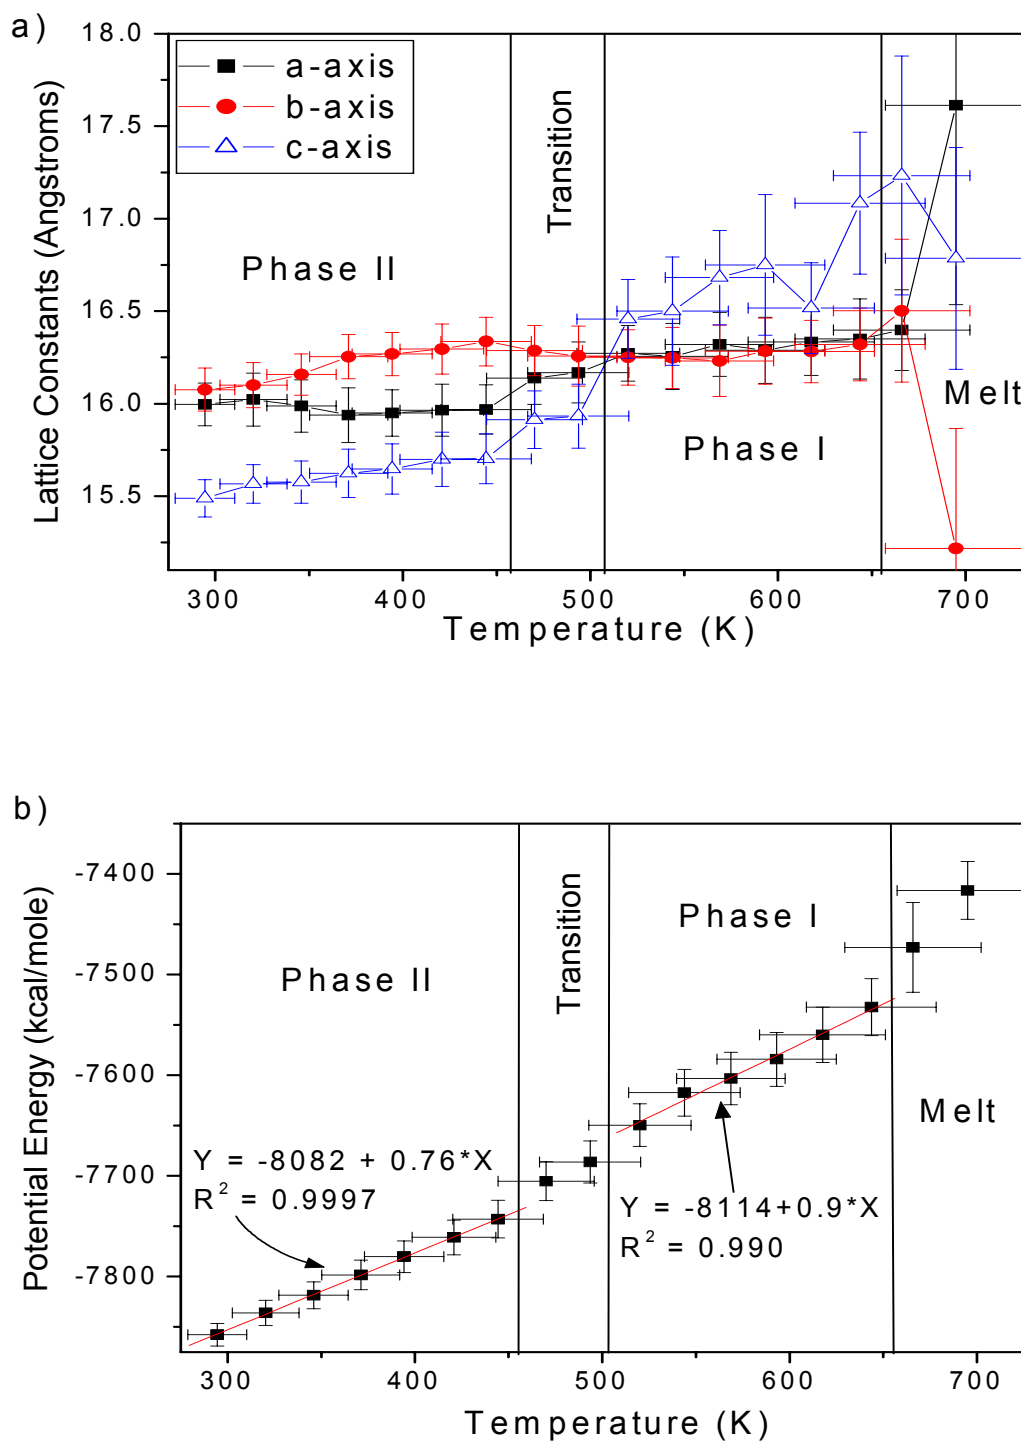 a)
18.0
17.5
17.0
16.5
16.0
15.5
Lattice Constants (Angstroms)
a-axis
b-axis
c-axis
Phase II
Transition
Phase I
Melt
300
400
500
600
700
Temperature (K)
b)
-7400
-7500
-7600
-7700
-7800
Potential Energy (kcal/mole)
Phase II
Transition
Phase I
Melt
Y = -8082 + 0.76*X
R² = 0.9997
Y = -8114+0.9*X
R² = 0.990
300
400
500
600
700
Temperature (K)